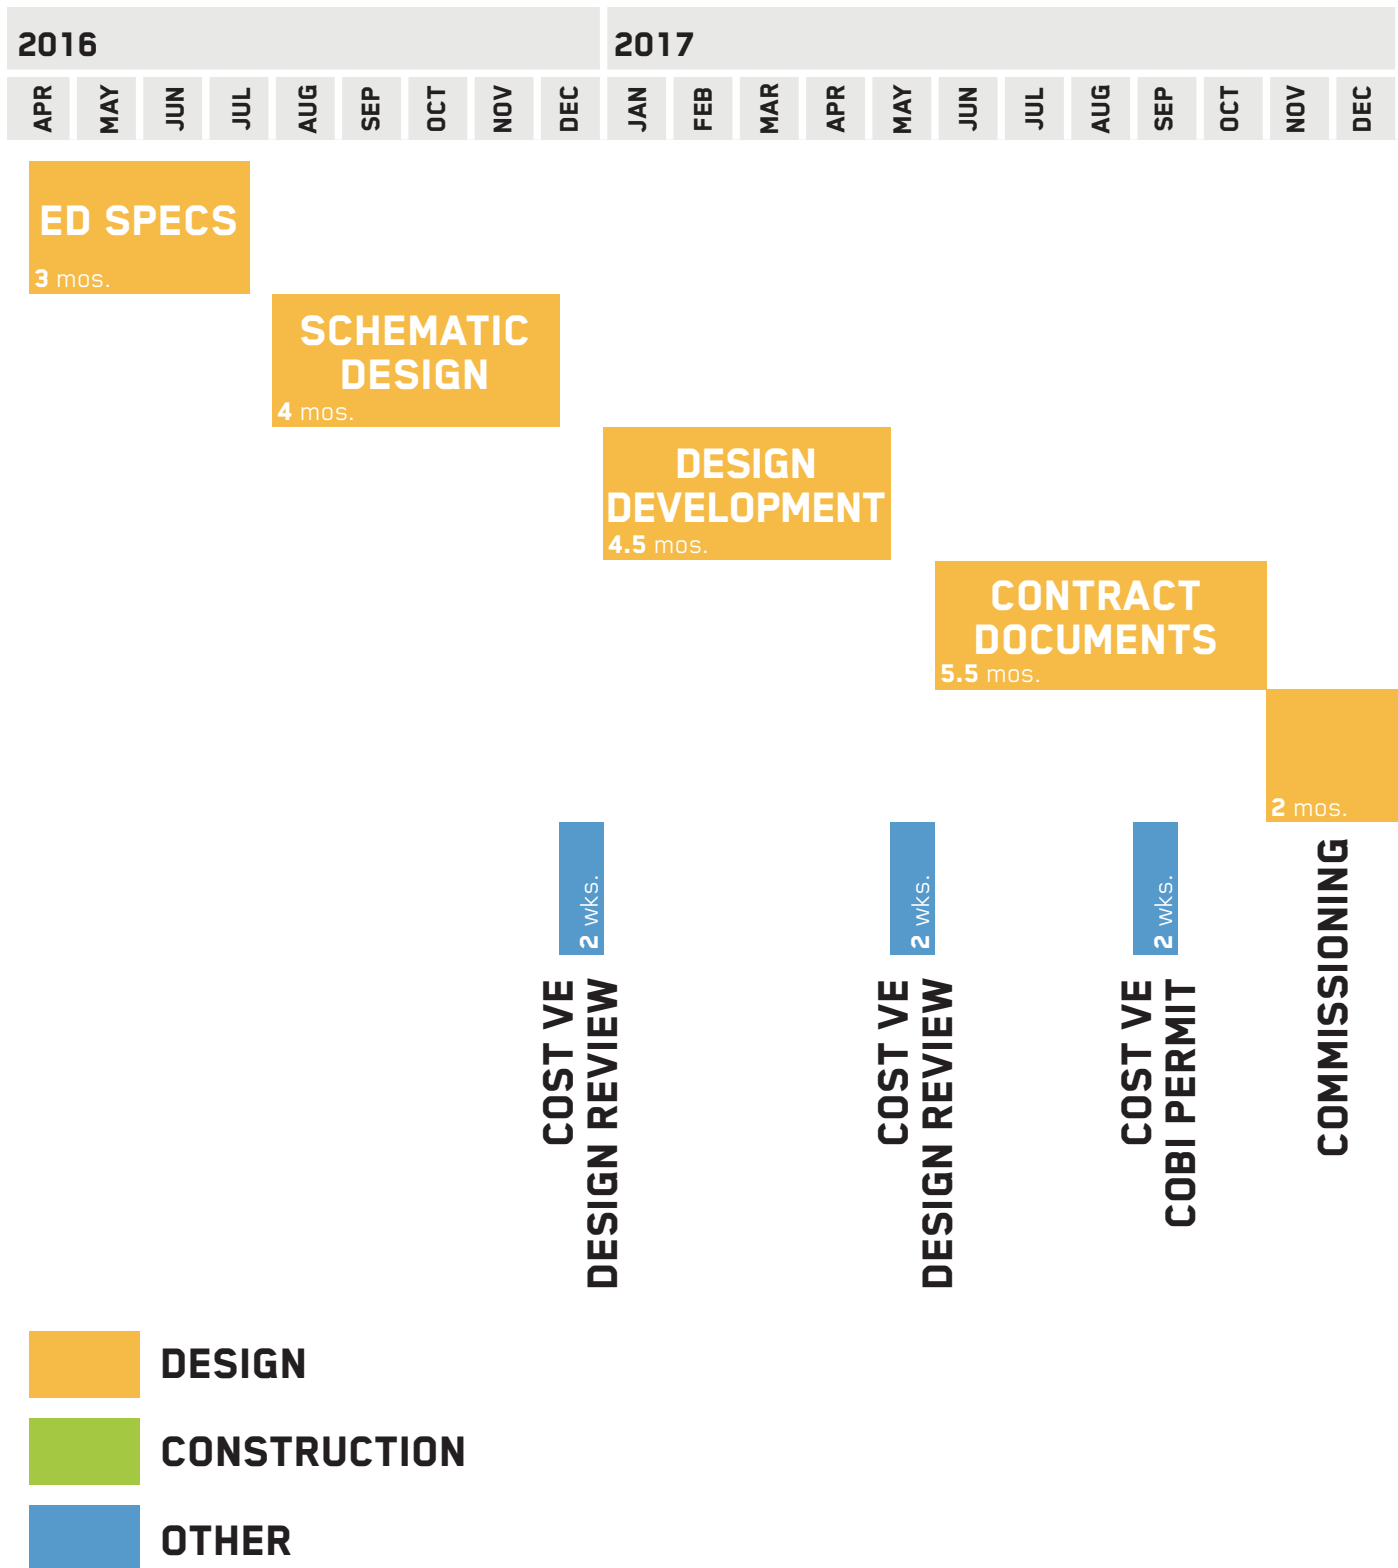 2016
2017
APR
MAY
JUN
JUL
AUG
SEP
OCT
NOV
DEC
JAN
FEB
MAR
APR
MAY
JUN
JUL
AUG
SEP
OCT
NOV
DEC
ED SPECS
3 mos.
SCHEMATIC
DESIGN
4 mos.
DESIGN
DEVELOPMENT
4.5 mos.
CONTRACT
DOCUMENTS
5.5 mos.
2 mos.
COMMISSIONING
2 wks.
COST VE
DESIGN REVIEW
2 wks.
COST VE
DESIGN REVIEW
2 wks.
COST VE
COBI PERMIT
DESIGN
CONSTRUCTION
OTHER